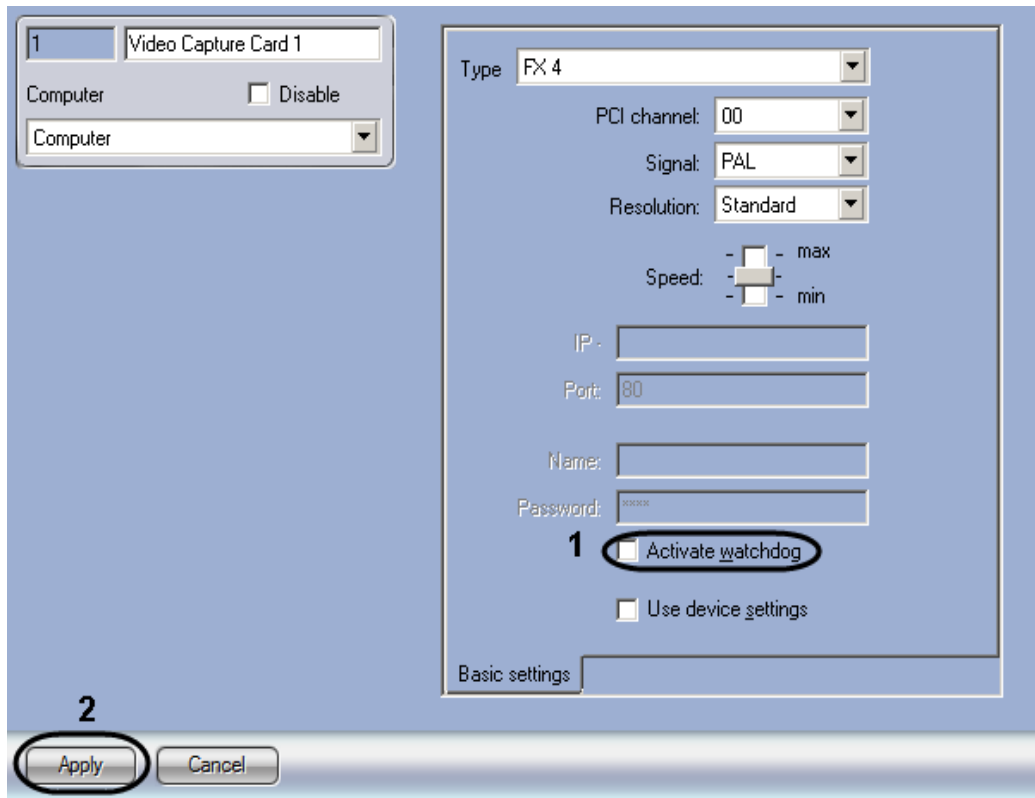 1 Video Capture Card 1
Computer Disable
Computer
Type FX 4
PCI channel: 00
Signal: PAL
Resolution: Standard
- - max
Speed: - -
- - min
IP -
Port: 80
Name:
Password: ****
1 Activate watchdog
Use device settings
Basic settings
2
Apply Cancel